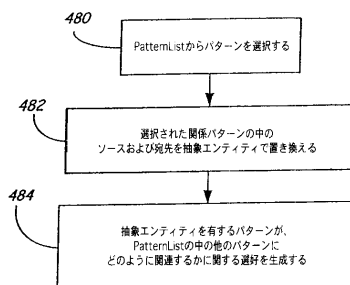 480
PatternListからパターンを選択する
482
選択された関係パターンの中の
ソースおよび宛先を抽象エンティティで置き換える
484
抽象エンティティを有するパターンが、
PatternListの中の他のパターンに
どのように関連するかに関する選好を生成する